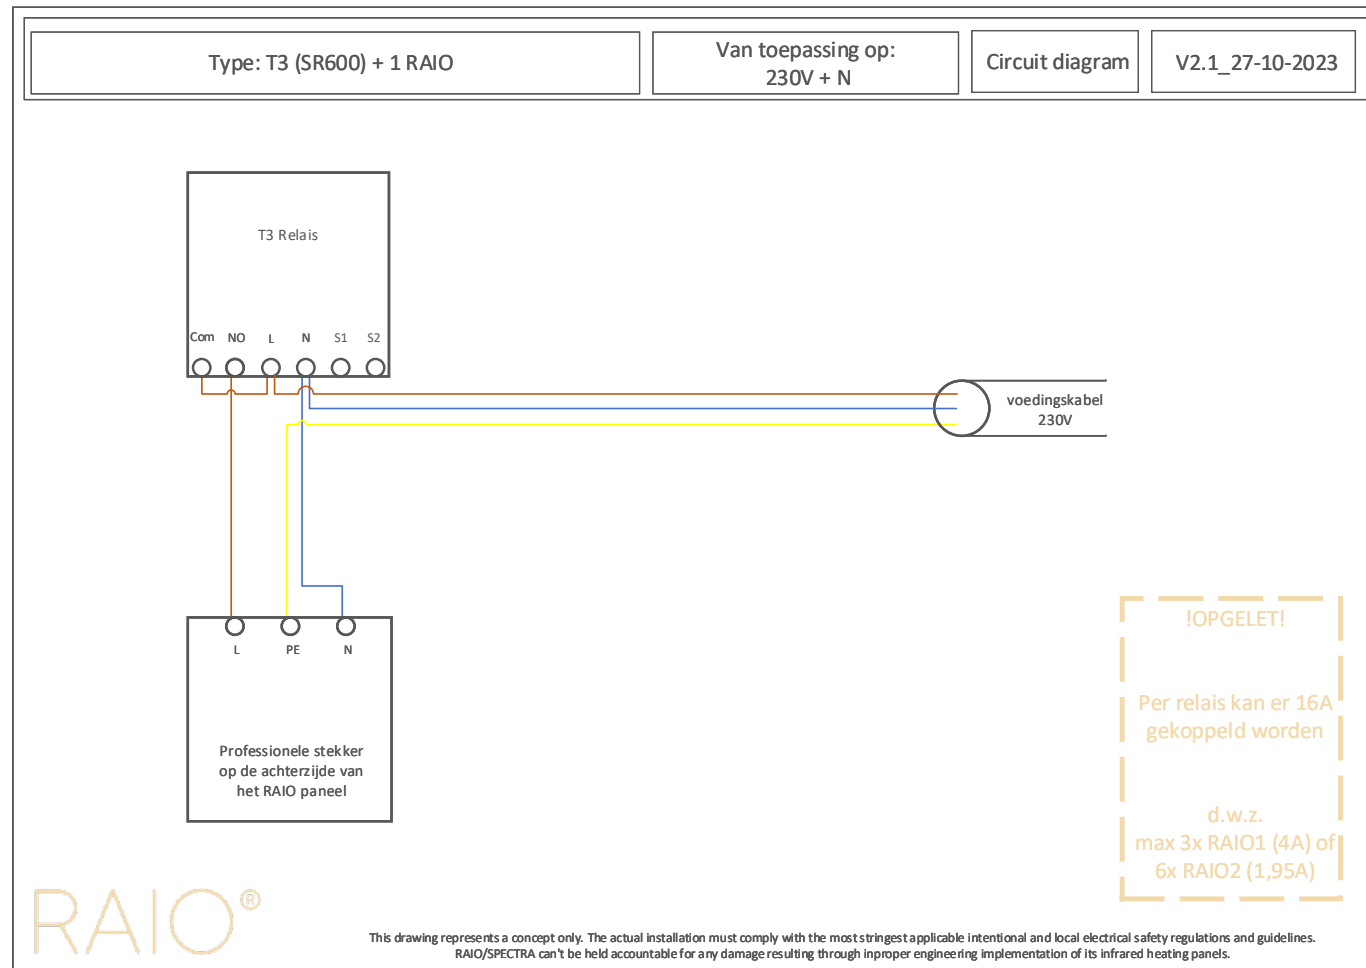 Type: T3 (SR600) + 1 RAIO
Van toepassing op:
230V + N
Circuit diagram
V2.1_27-10-2023
T3 Relais
Com NO L N S1 S2
voedingskabel
230V
L PE N
Professionele stekker
op de achterzijde van
het RAIO paneel
!OPGELET!
Per relais kan er 16A
gekoppeld worden
d.w.z.
max 3x RAIO1 (4A) of
6x RAIO2 (1,95A)
RAIO®
This drawing represents a concept only. The actual installation must comply with the most stringest applicable intentional and local electrical safety regulations and guidelines.
RAIO/SPECTRA can't be held accountable for any damage resulting through inproper engineering implementation of its infrared heating panels.